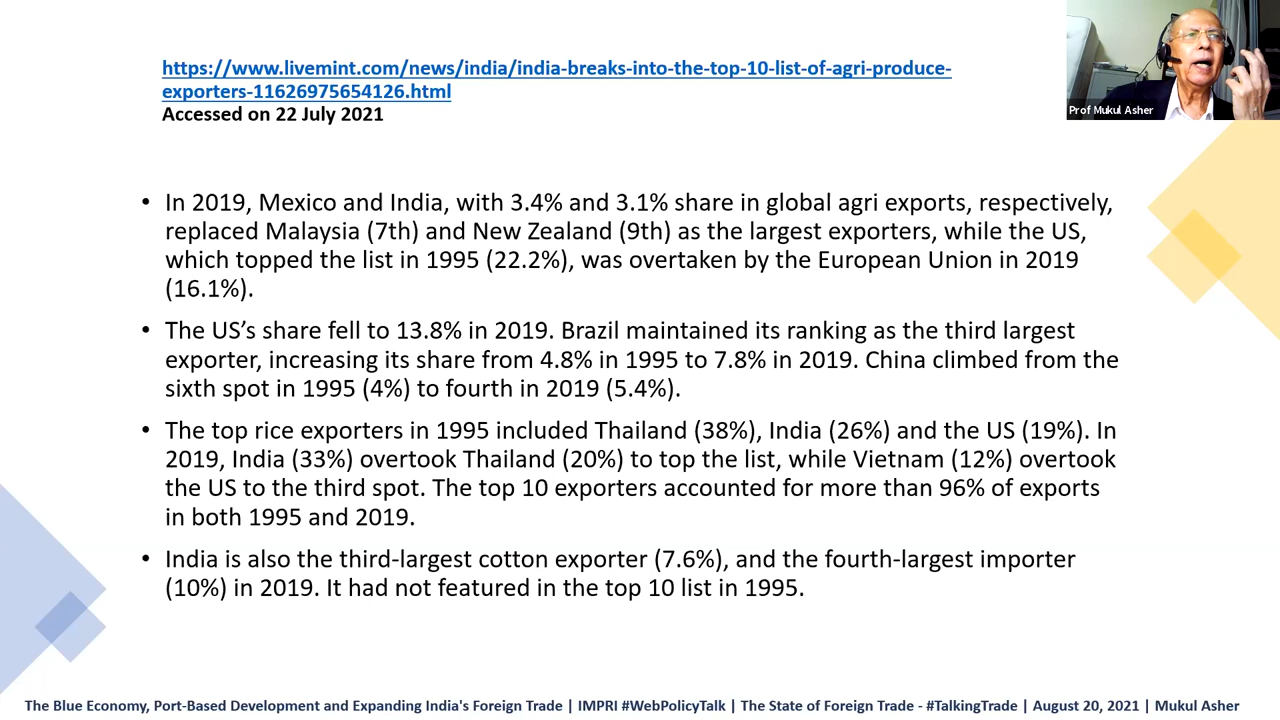 https://www.livemint.com/news/india/india-breaks-into-the-top-10-list-of-agri-produce-
exporters-11626975654126.html
Accessed on 22 July 2021
Prof Mukul Asher
• In 2019, Mexico and India, with 3.4% and 3.1% share in global agri exports, respectively,
replaced Malaysia (7th) and New Zealand (9th) as the largest exporters, while the US,
which topped the list in 1995 (22.2%), was overtaken by the European Union in 2019
(16.1%).
• The US’s share fell to 13.8% in 2019. Brazil maintained its ranking as the third largest
exporter, increasing its share from 4.8% in 1995 to 7.8% in 2019. China climbed from the
sixth spot in 1995 (4%) to fourth in 2019 (5.4%).
• The top rice exporters in 1995 included Thailand (38%), India (26%) and the US (19%). In
2019, India (33%) overtook Thailand (20%) to top the list, while Vietnam (12%) overtook
the US to the third spot. The top 10 exporters accounted for more than 96% of exports
in both 1995 and 2019.
• India is also the third-largest cotton exporter (7.6%), and the fourth-largest importer
(10%) in 2019. It had not featured in the top 10 list in 1995.
The Blue Economy, Port-Based Development and Expanding India's Foreign Trade | IMPRI #WebPolicyTalk | The State of Foreign Trade - #TalkingTrade | August 20, 2021 | Mukul Asher